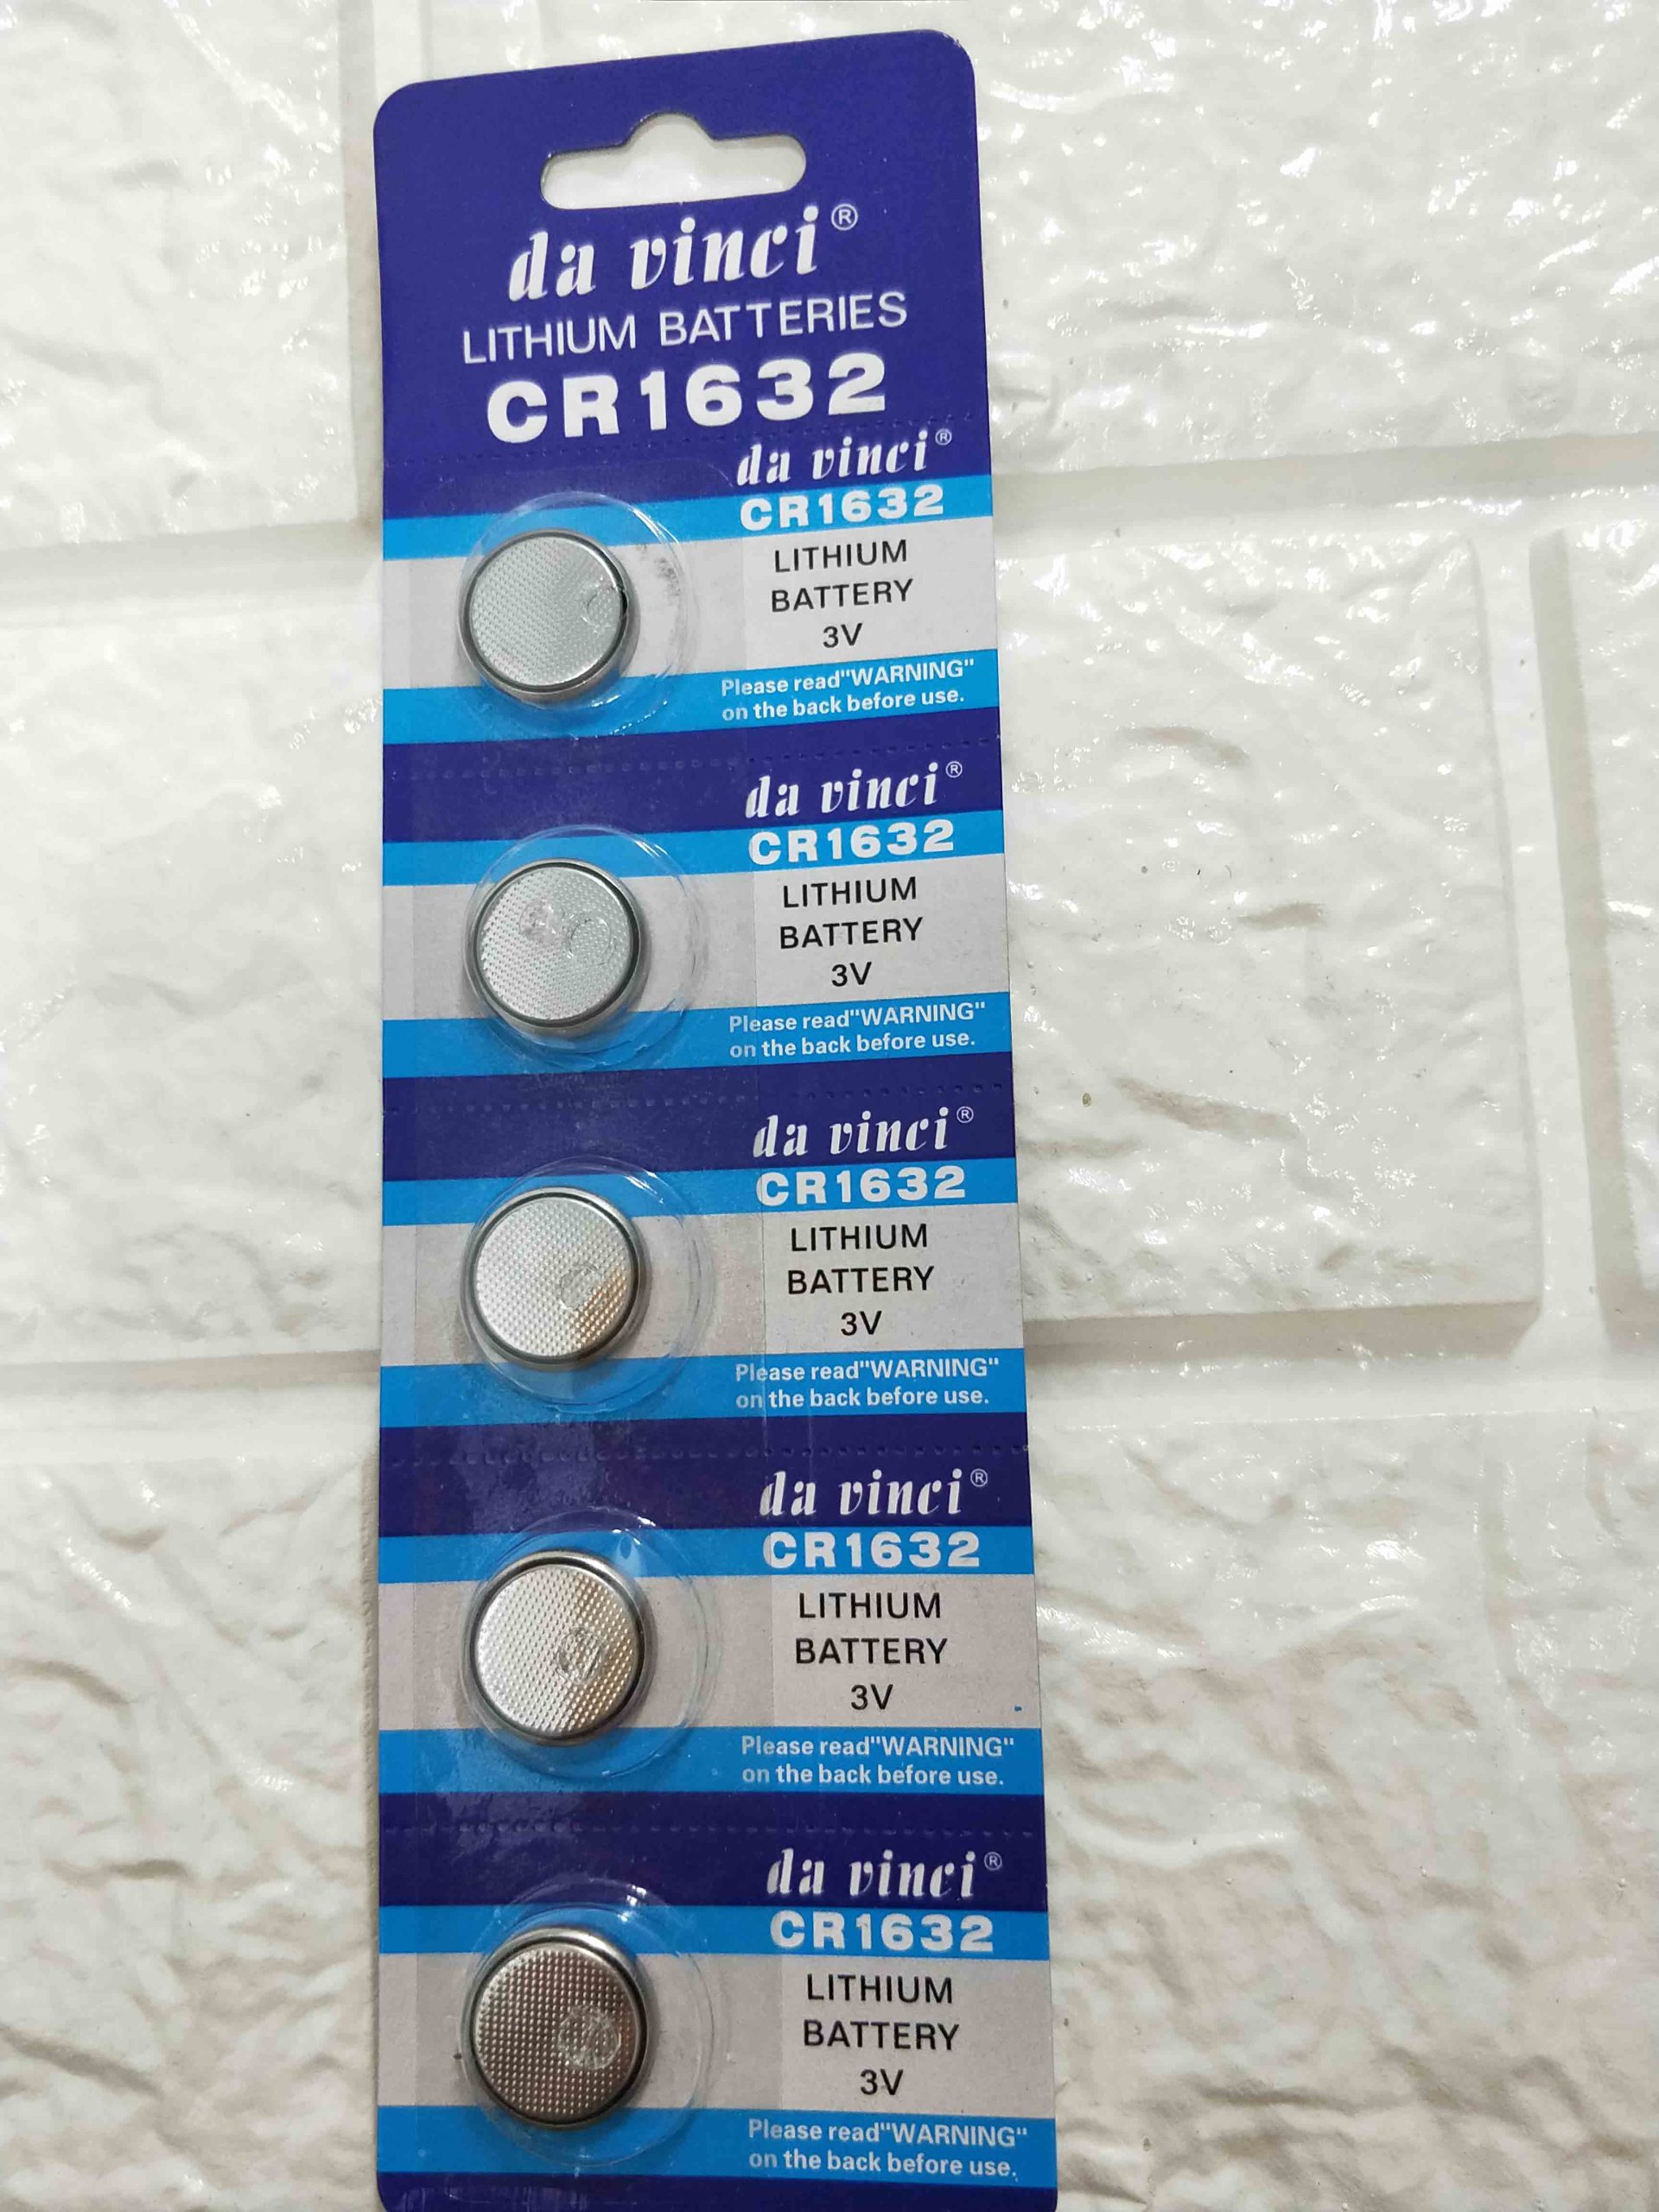 da vinci®
LITHIUM BATTERIES
CR1632
da vinci®
CR1632
LITHIUM
BATTERY
3V
Please read"WARNING"
on the back before use.
da vinci®
CR1632
LITHIUM
BATTERY
3V
Please read"WARNING"
on the back before use.
da vinci®
CR1632
LITHIUM
BATTERY
3V
Please read"WARNING"
on the back before use.
da vinci®
CR1632
LITHIUM
BATTERY
3V
Please read"WARNING"
on the back before use.
da vinci®
CR1632
LITHIUM
BATTERY
3V
Please read"WARNING"
on the back before use.